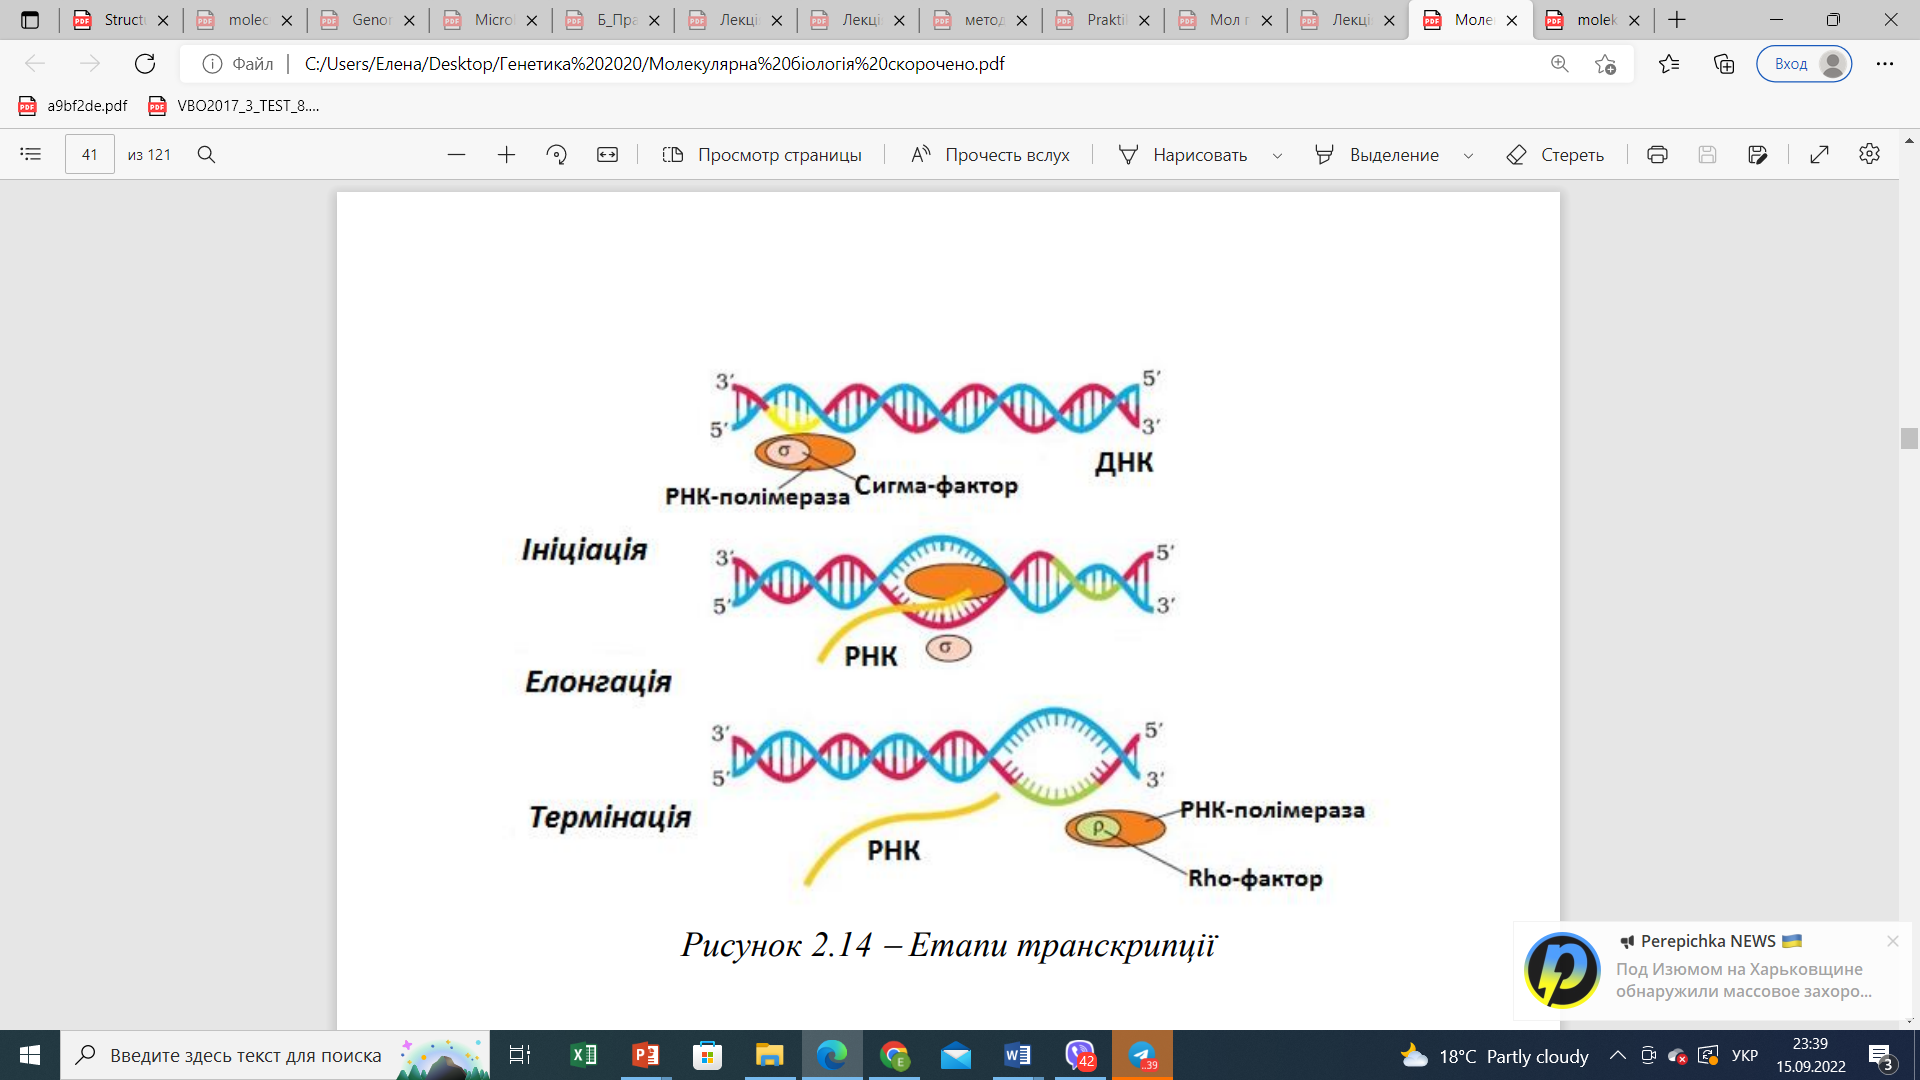 Struct
molec
Genor
Micro
Б_Пра
Лекці
Лекці
метод
Prakti
Мол г
Лекці
Моле
molek
Файл
C:/Users/Елена/Desktop/Генетика%202020/Молекулярна%20біологія%20скорочено.pdf
Вход
a9bf2de.pdf
VBO2017_3_TEST_8....
41 из 121
Просмотр страницы
Прочесть вслух
Нарисовать
Выделение
Стереть
3′ 5′
5′ 3′
σ
ДНК
РНК-полімераза
Сигма-фактор
Ініціація
3′ 5′
5′ 3′
РНК
σ
Елонгація
3′ 5′
5′ 3′
Термінація
РНК
ρ
РНК-полімераза
Rho-фактор
Рисунок 2.14 – Етапи транскрипції
Perepichka NEWS
Под Изюмом на Харьковщине
обнаружили массовое захоро...
Введите здесь текст для поиска
42
..39
18°C Partly cloudy
УКР
23:39
15.09.2022
3